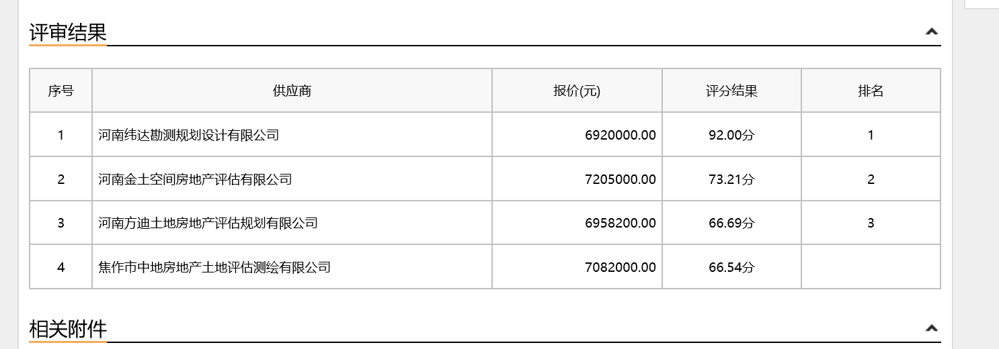 评审结果
序号 供应商 报价(元) 评分结果 排名
1 河南纬达勘测规划设计有限公司 6920000.00 92.00分 1
2 河南金土空间房地产评估有限公司 7205000.00 73.21分 2
3 河南方迪土地房地产评估规划有限公司 6958200.00 66.69分 3
4 焦作市中地房地产土地评估测绘有限公司 7082000.00 66.54分
相关附件